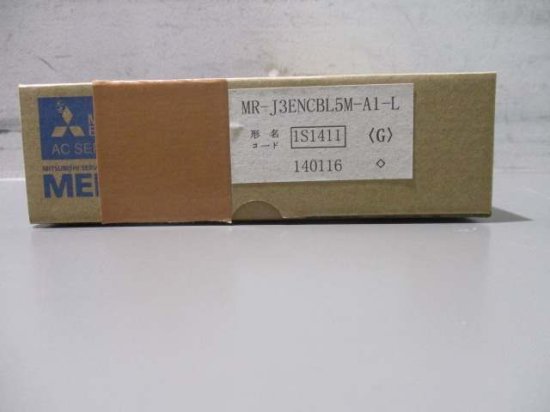 MR-J3ENCBL5M-A1-L
形名
コード
1S1411
〈G〉
140116 ◇
AC SE
MITSUBISHI SERV
ME